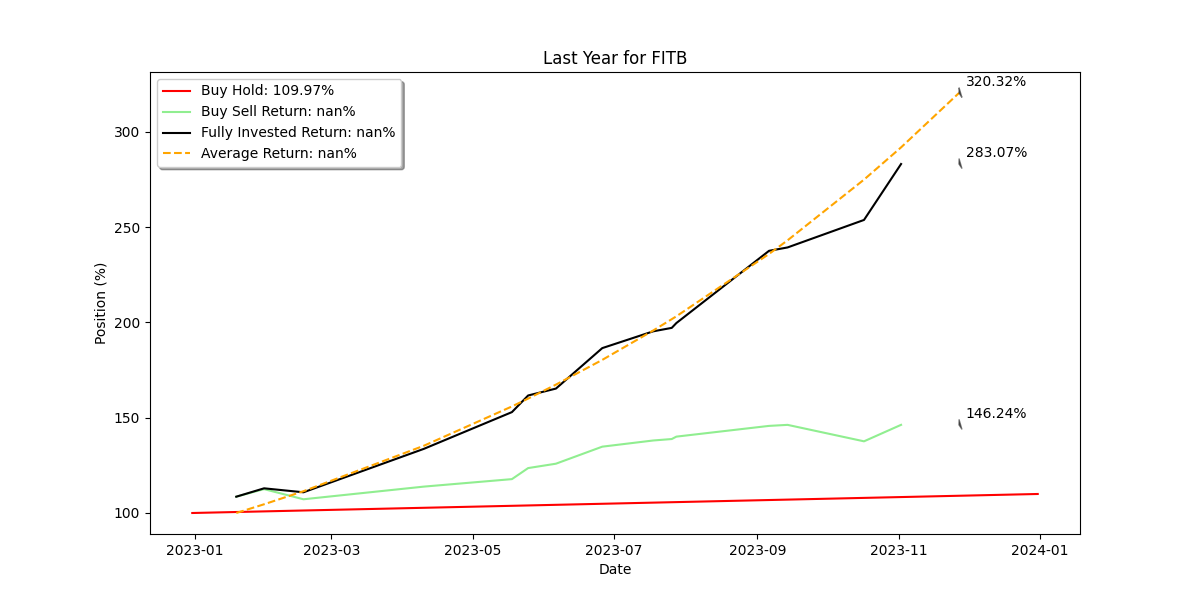 Last Year for FITB
Buy Hold: 109.97%
Buy Sell Return: nan%
Fully Invested Return: nan%
Average Return: nan%
320.32%
283.07%
146.24%
300
250
200
150
100
Position (%)
2023-01
2023-03
2023-05
2023-07
2023-09
2023-11
2024-01
Date